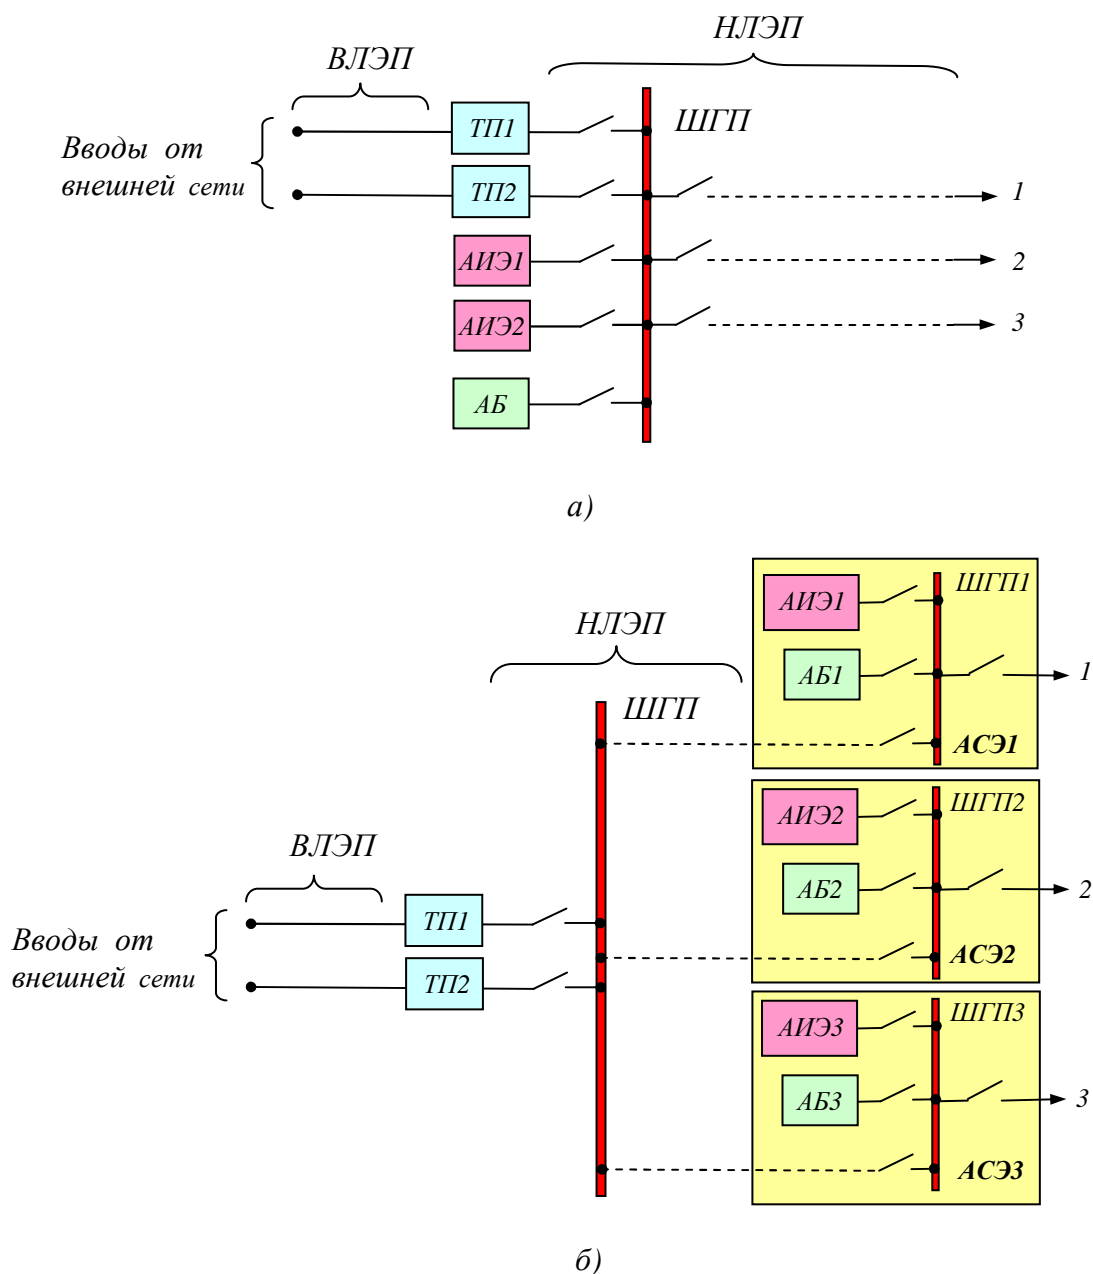 НЛЭП
ВЛЭП
ТП1
ШГП
Вводы от
внешней сети
ТП2
1
АИЭ1
2
АИЭ2
3
АБ
а)
АИЭ1
ШГП1
НЛЭП
АБ1
1
ШГП
АСЭ1
АИЭ2
ШГП2
ВЛЭП
АБ2
2
ТП1
Вводы от
внешней сети
АСЭ2
ТП2
АИЭ3
ШГП3
АБ3
3
АСЭ3
б)